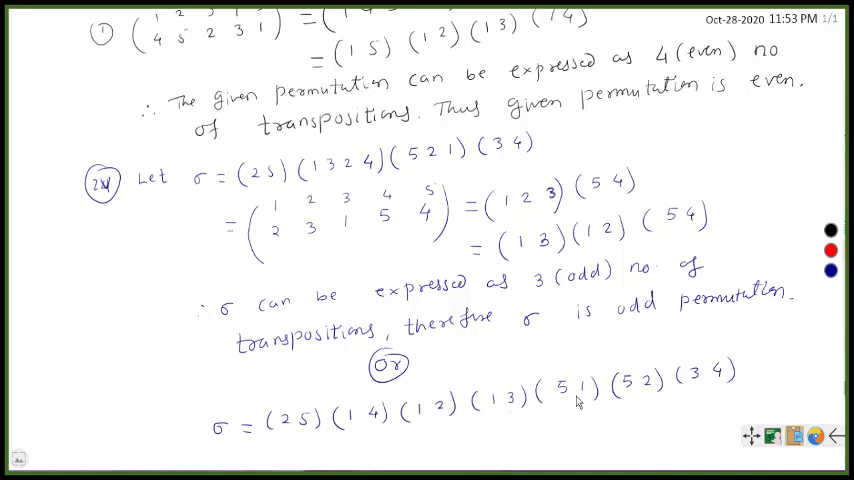 Oct-28-2020 11:53 PM 1/1
① ( 4 5 2 3 1 ) = (
= (1 5) (1 2) (1 3) (1 4)
∴ The given permutation can be expressed as 4 (even) no
of transpositions. Thus given permutation is even.
Let σ = (2 5) (1 3 2 4) (5 2 1) (3 4)
1 2 3 4 5
= ( 2 3 1 5 4 ) = (1 2 3) (5 4)
= (1 3) (1 2) (5 4)
∴ σ can be expressed as 3 (odd) no. of
transpositions, therefore σ is odd permutation.
Or
σ = (2 5) (1 4) (1 2) (1 3) (5 1) (5 2) (3 4)